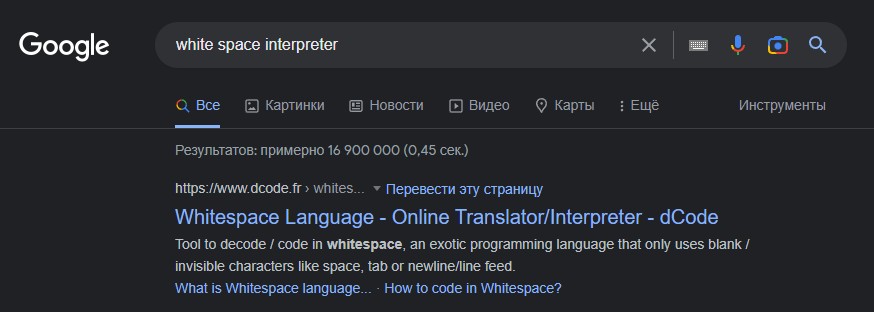 Google white space interpreter
Все Картинки Новости Видео Карты Ещё Инструменты
Результатов: примерно 16 900 000 (0,45 сек.)
https://www.dcode.fr › whites... Перевести эту страницу
Whitespace Language - Online Translator/Interpreter - dCode
Tool to decode / code in whitespace, an exotic programming language that only uses blank /
invisible characters like space, tab or newline/line feed.
What is Whitespace language... · How to code in Whitespace?